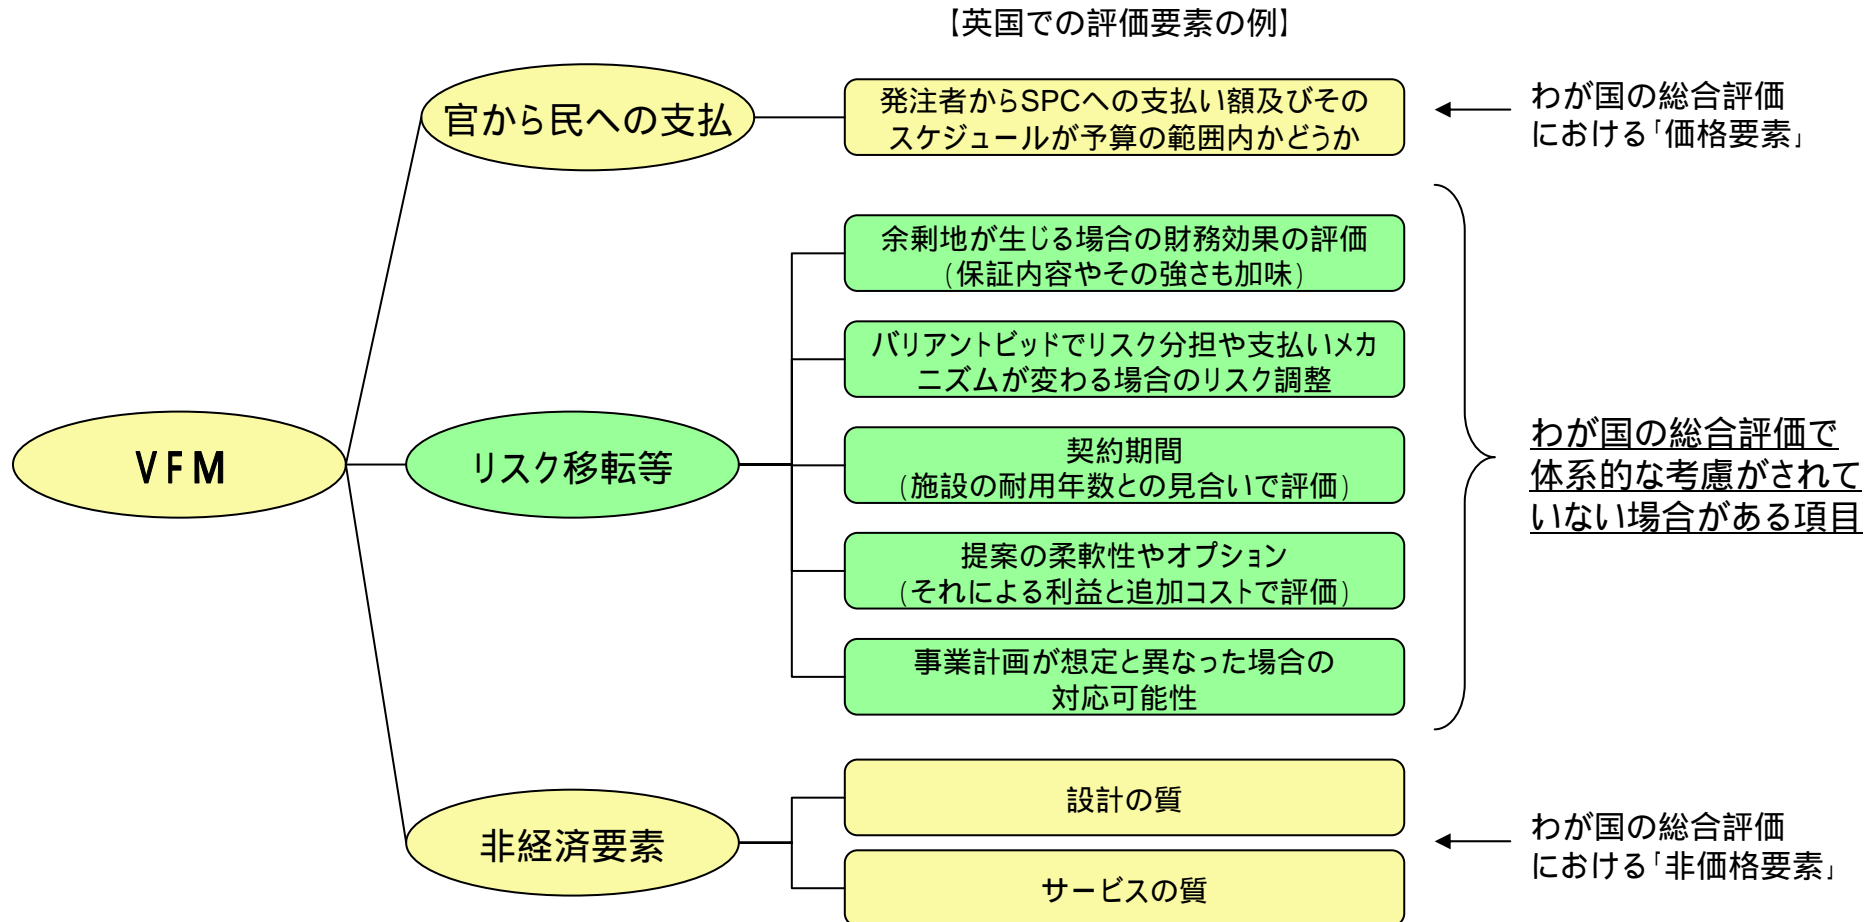 【英国での評価要素の例】
官から民への支払
発注者からSPCへの支払い額及びその
スケジュールが予算の範囲内かどうか
わが国の総合評価
における「価格要素」
余剰地が生じる場合の財務効果の評価
(保証内容やその強さも加味)
バリアントビッドでリスク分担や支払いメカ
ニズムが変わる場合のリスク調整
VFM
リスク移転等
契約期間
(施設の耐用年数との見合いで評価)
わが国の総合評価で
体系的な考慮がされて
いない場合がある項目
提案の柔軟性やオプション
(それによる利益と追加コストで評価)
事業計画が想定と異なった場合の
対応可能性
非経済要素
設計の質
サービスの質
わが国の総合評価
における「非価格要素」